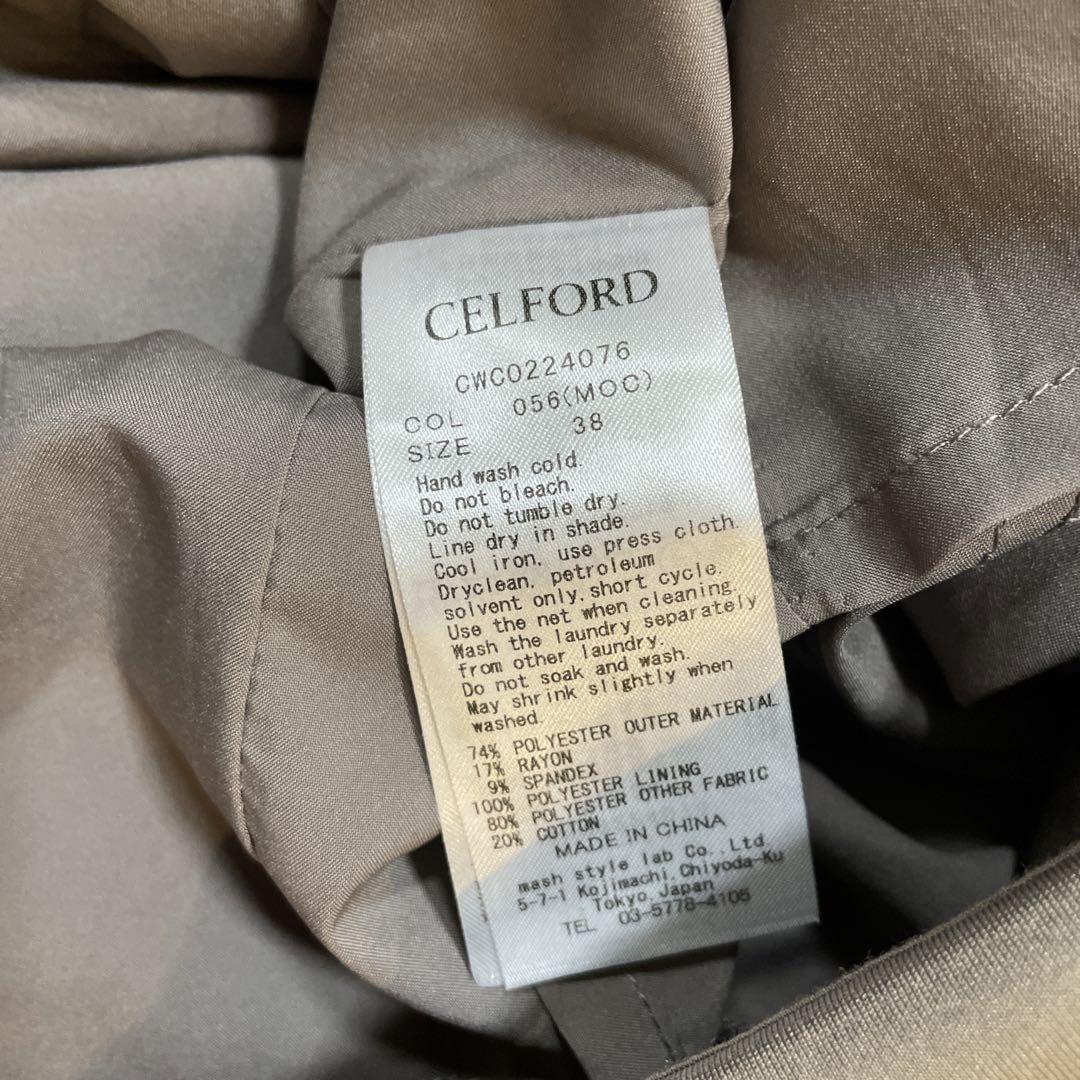 CELFORD
CWCO224076
COL 056(MOC)
SIZE 38
Hand wash cold.
Do not bleach.
Do not tumble dry.
Line dry in shade.
Cool iron, use press cloth.
Dryclean, petroleum
solvent only, short cycle.
Use the net when cleaning.
Wash the laundry separately
from other laundry.
Do not soak and wash.
May shrink slightly when
washed.
74% POLYESTER OUTER MATERIAL
17% RAYON
9% SPANDEX
100% POLYESTER LINING
80% POLYESTER OTHER FABRIC
20% COTTON
MADE IN CHINA
mash style lab Co.,Ltd.
5-7-1 Kojimachi,Chiyoda-Ku
Tokyo,Japan
TEL 03-5778-4105